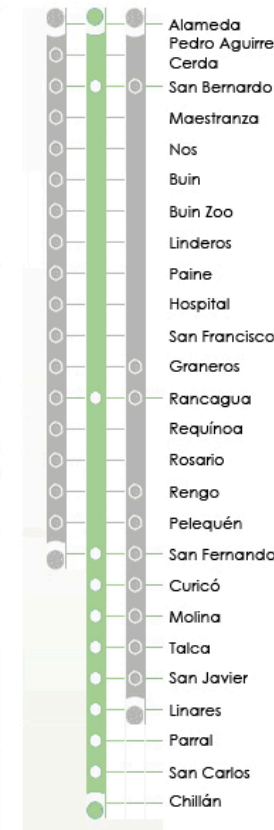 Alameda
Pedro Aguirre
Cerda
San Bernardo
Maestranza
Nos
Buin
Buin Zoo
Linderos
Paine
Hospital
San Francisco
Graneros
Rancagua
Requínoa
Rosario
Rengo
Pelequén
San Fernando
Curicó
Molina
Talca
San Javier
Linares
Parral
San Carlos
Chillán